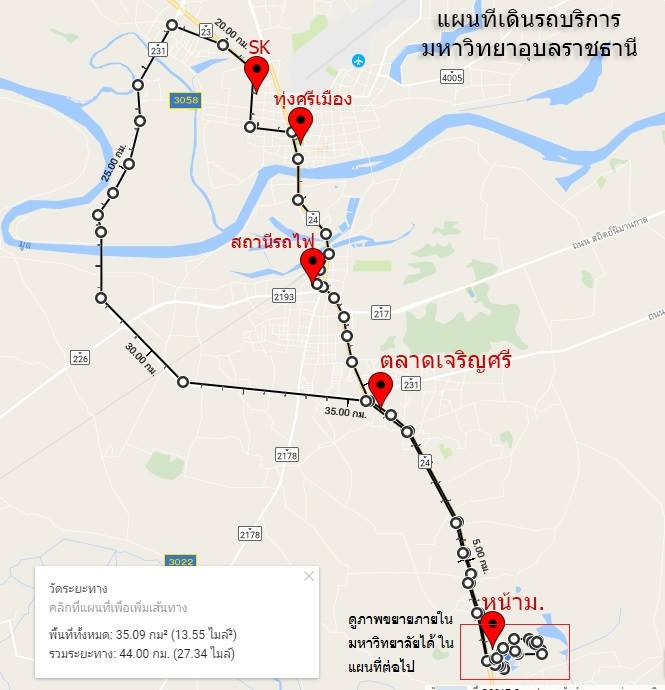 แผนที่เดินรถบริการ
มหาวิทยาอุบลราชธานี
20.00 กม.
23
SK
231
4005
3058
ทุ่งศรีเมือง
25.00 กม.
24
ถนน สถิตย์นิมานกาล
มูล
สถานีรถไฟ
2193
217
ถนน
226
30.00 กม.
ตลาดเจริญศรี
231
35.00 กม.
2178
24
2178
5.00 กม.
3022
วัดระยะทาง
คลิกที่แผนที่เพื่อเพิ่มเส้นทาง
พื้นที่ทั้งหมด: 35.09 กม² (13.55 ไมล์²)
รวมระยะทาง: 44.00 กม. (27.34 ไมล์)
หน้าม.
ดูภาพขยายภายใน
มหาวิทยาลัยได้ ใน
แผนที่ต่อไป